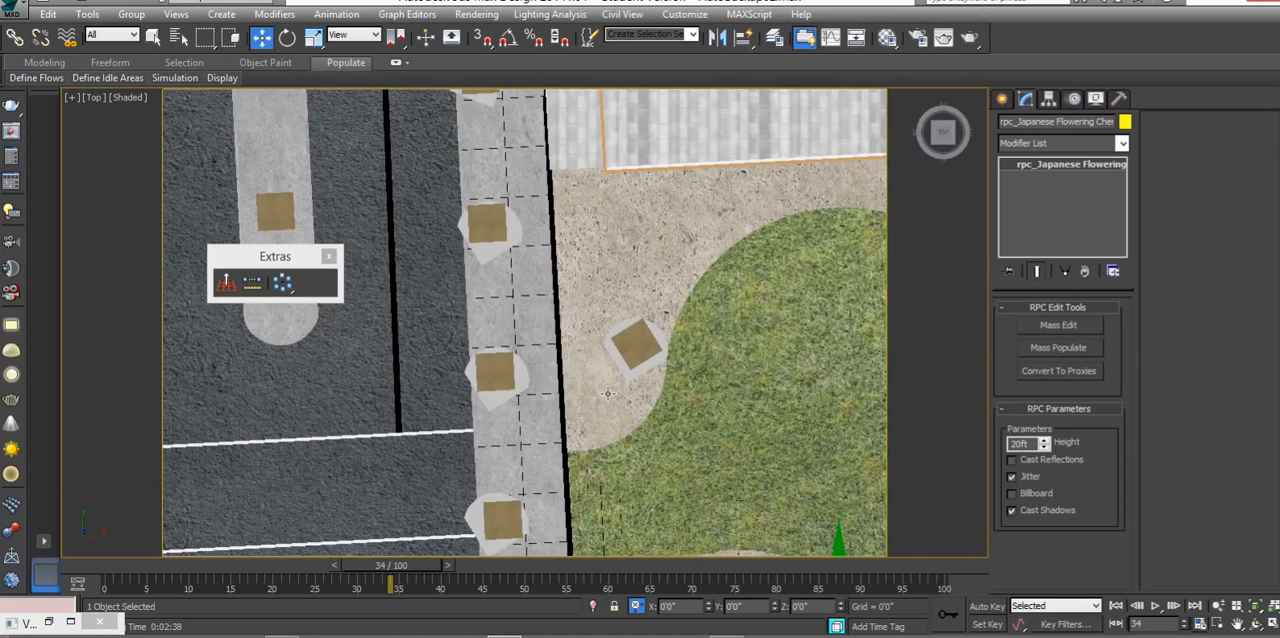 MXD
Edit Tools Group Views Create Modifiers Animation Graph Editors Rendering Lighting Analysis Civil View Customize MAXScript Help
All View Create Selection Se
Modeling Freeform Selection Object Paint Populate
Define Flows Define Idle Areas Simulation Display
[+] [Top] [Shaded]
TOP
rpc_Japanese Flowering Cher
Modifier List
rpc_Japanese Flowering
Extras x
- RPC Edit Tools
Mass Edit
Mass Populate
Convert To Proxies
- RPC Parameters
Parameters
20ft Height
Cast Reflections
Jitter
Billboard
Cast Shadows
< 34 / 100 >
0 5 10 15 20 25 30 35 40 45 50 55 60 65 70 75 80 85 90 95 100
1 Object Selected X: 0'0" Y: 0'0" Z: 0'0" Grid = 0'0" Auto Key Selected
V... Time 0:02:38 Add Time Tag Set Key Key Filters... 34